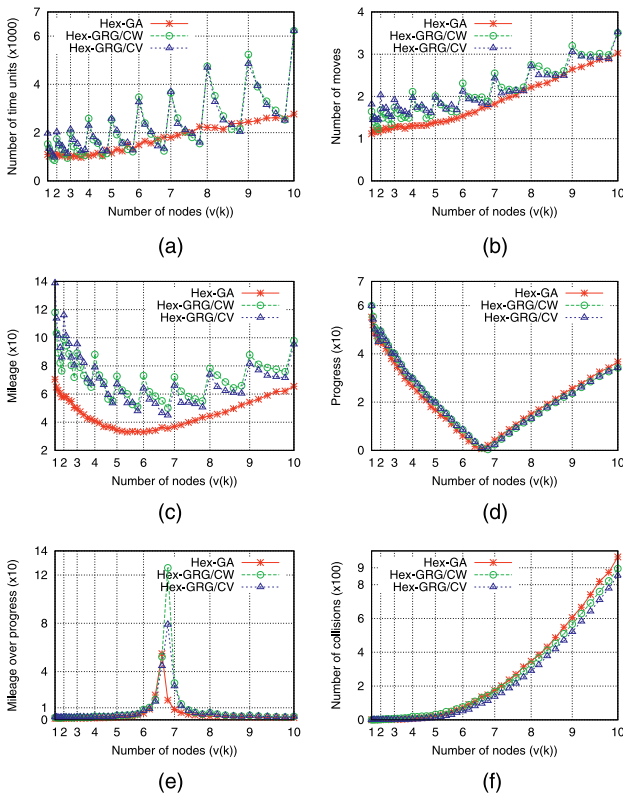 Number of time units (x1000)
7
6
4
2
1
0
Hex-GA
Hex-GRG/CW
Hex-GRG/CV
1 2 3 4 5 6 7 8 9 10
Number of nodes (v(k))
(a)
Number of moves
4
3
2
1
0
Hex-GA
Hex-GRG/CW
Hex-GRG/CV
1 2 3 4 5 6 7 8 9 10
Number of nodes (v(k))
(b)
Mileage (x10)
14
12
10
8
6
4
2
Hex-GA
Hex-GRG/CW
Hex-GRG/CV
1 2 3 4 5 6 7 8 9 10
Number of nodes (v(k))
(c)
Progress (x10)
7
6
4
2
0
Hex-GA
Hex-GRG/CW
Hex-GRG/CV
1 2 3 4 5 6 7 8 9 10
Number of nodes (v(k))
(d)
Mileage over progress (x10)
14
12
8
4
1
0
Hex-GA
Hex-GRG/CW
Hex-GRG/CV
1 2 3 4 5 6 7 8 9 10
Number of nodes (v(k))
(e)
Number of collisions (x100)
9
8
6
4
2
0
Hex-GA
Hex-GRG/CW
Hex-GRG/CV
1 2 3 4 5 6 7 8 9 10
Number of nodes (v(k))
(f)